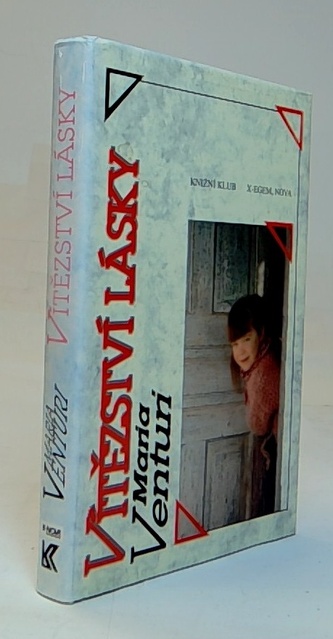 VÍTĚZSTVÍ LÁSKY
MARIA
VENTURI
K
KNIŽNÍ KLUB X-EGEM, NOVA
VÍTĚZSTVÍ LÁSKY
Maria
Venturi